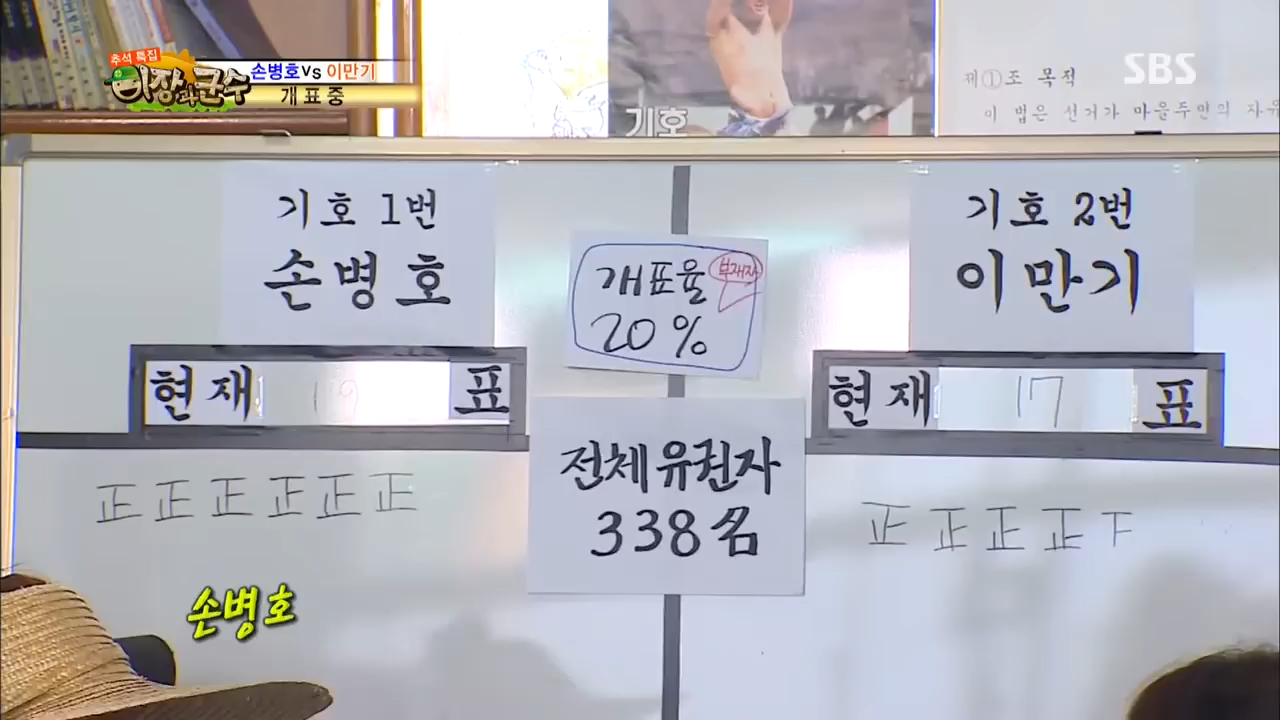 추석 특집
이장과 군수
손병호 vs 이만기
개표중
SBS
기호
제①조 목적
이 법은 선거가 마을주민의 자유
기호 1번
손병호
현재 19 표
正正正正正正
개표율
20%
부재자
전체유권자
338名
기호 2번
이만기
현재 17 표
正正正正下
손병호